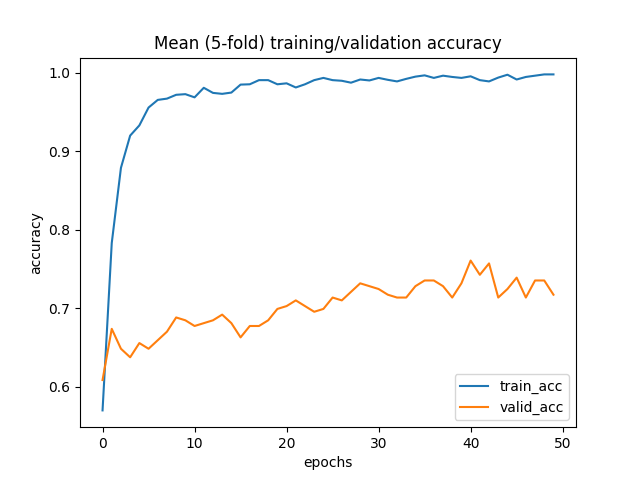 Mean (5-fold) training/validation accuracy
accuracy
1.0
0.9
0.8
0.7
0.6
0 10 20 30 40 50
epochs
train_acc
valid_acc